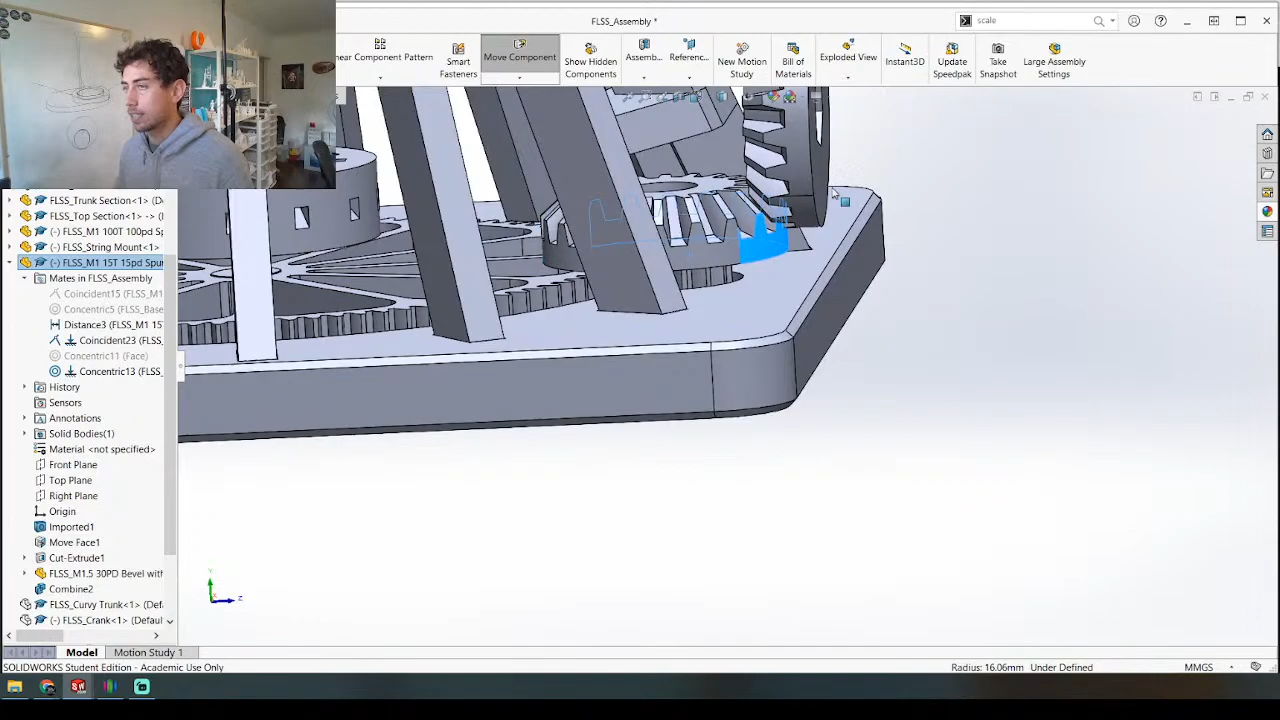 FLSS_Assembly *
scale
near Component Pattern
Smart Fasteners
Move Component
Show Hidden Components
Assemb...
Referenc...
New Motion Study
Bill of Materials
Exploded View
Instant3D
Update Speedpak
Take Snapshot
Large Assembly Settings
FLSS_Trunk Section<1> (Def
FLSS_Top Section<1> -> (D
(-) FLSS_M1 100T 100pd Sp
(-) FLSS_String Mount<1>
(-) FLSS_M1 15T 15pd Spur
Mates in FLSS_Assembly
Coincident15 (FLSS_M1
Concentric5 (FLSS_Base
Distance3 (FLSS_M1 15
Coincident23 (FLSS_
Concentric11 (Face)
Concentric13 (FLSS_
History
Sensors
Annotations
Solid Bodies(1)
Material <not specified>
Front Plane
Top Plane
Right Plane
Origin
Imported1
Move Face1
Cut-Extrude1
FLSS_M1.5 30PD Bevel with
Combine2
FLSS_Curvy Trunk<1> (Def
(-) FLSS_Crank<1> (Defaul
Y
Z
Model
Motion Study 1
SOLIDWORKS Student Edition - Academic Use Only
Radius: 16.06mm
Under Defined
MMGS